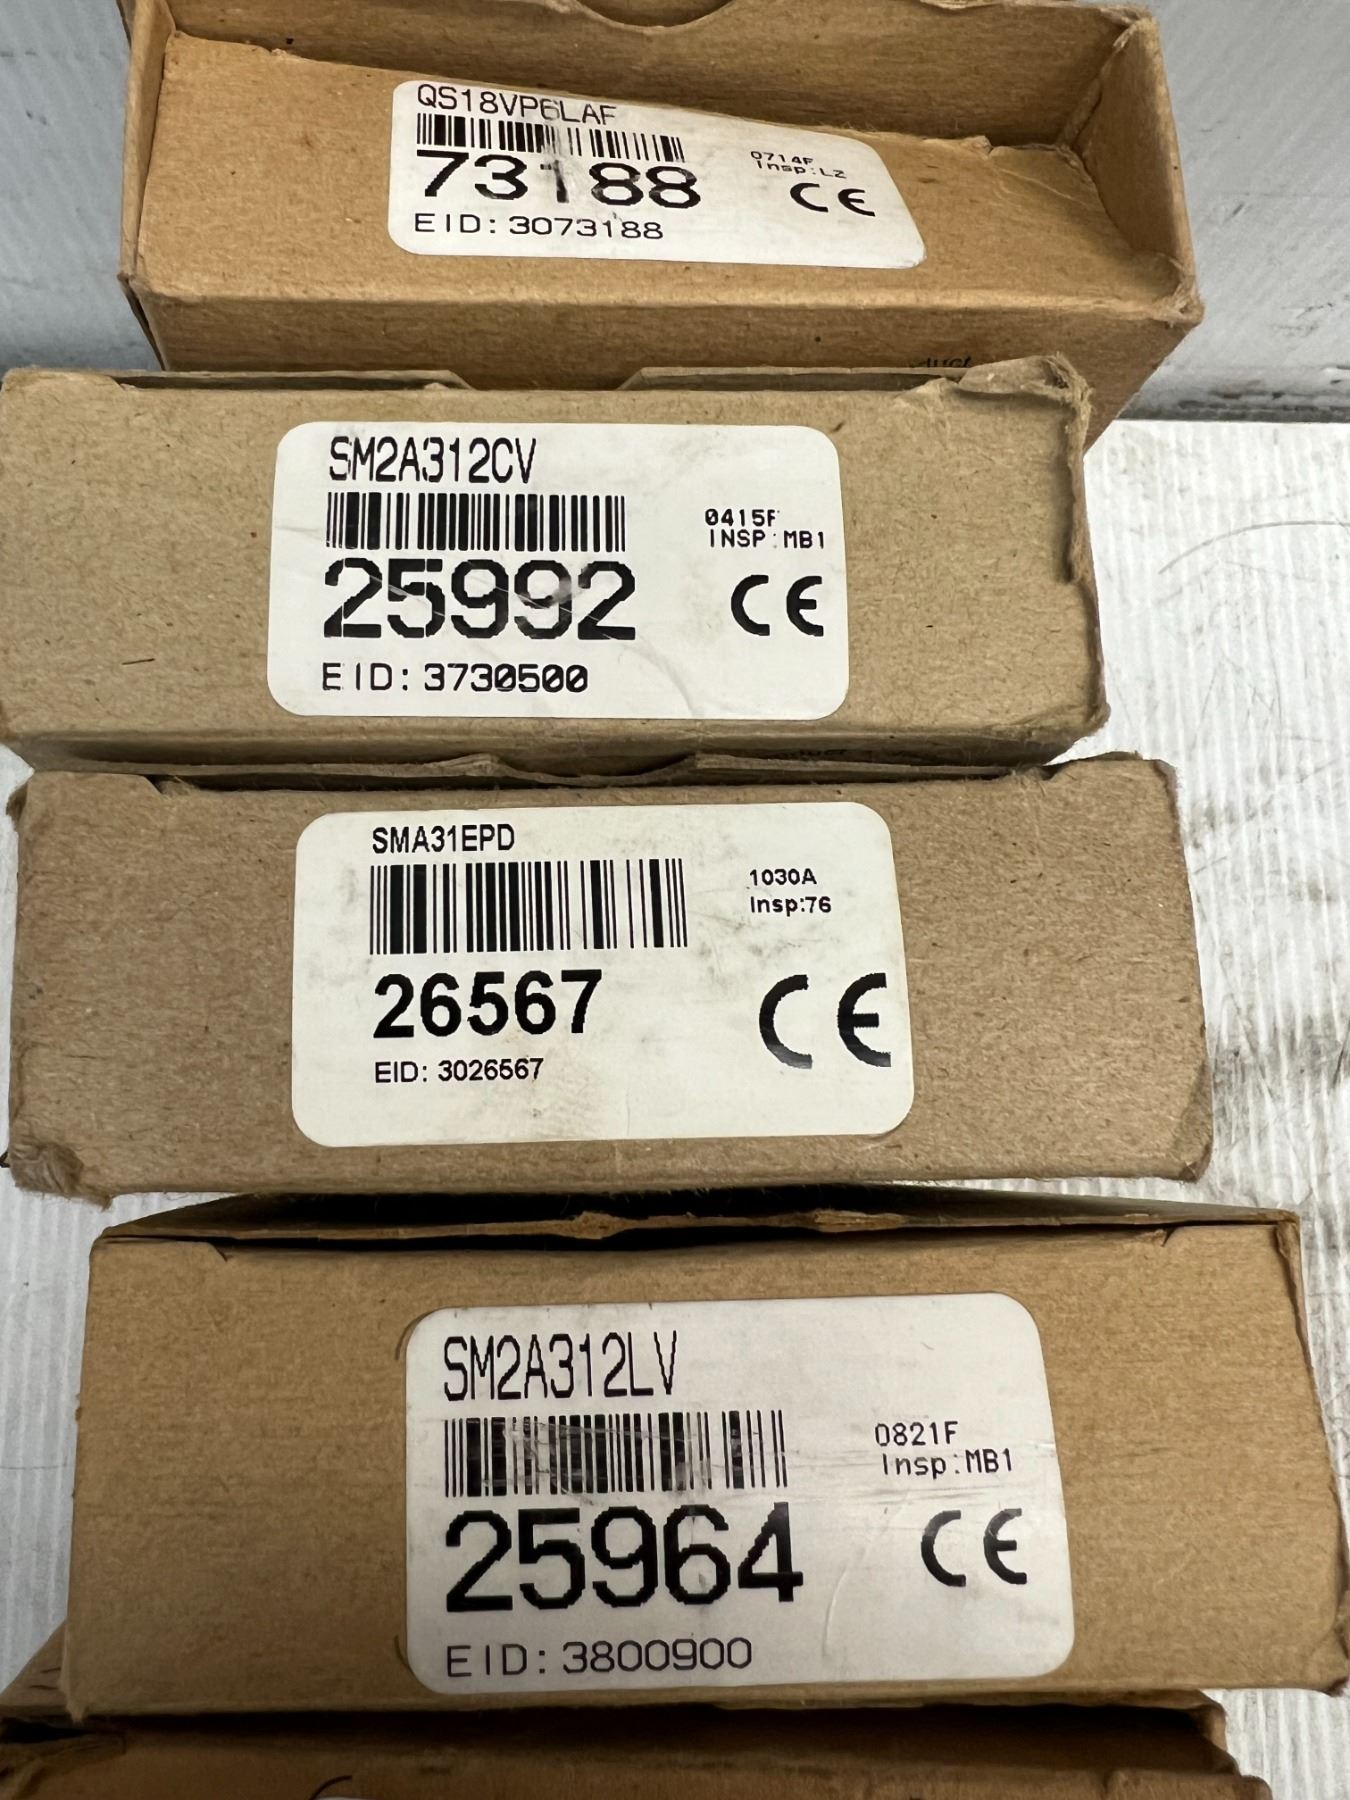 QS18VP6LAF
73188
EID: 3073188
0714F
Insp:LZ
CE
SM2A312CV
25992
EID: 3730500
0415F
INSP:MB1
CE
SMA31EPD
26567
EID: 3026567
1030A
Insp:76
CE
SM2A312LV
25964
EID: 3800900
0821F
Insp:MB1
CE